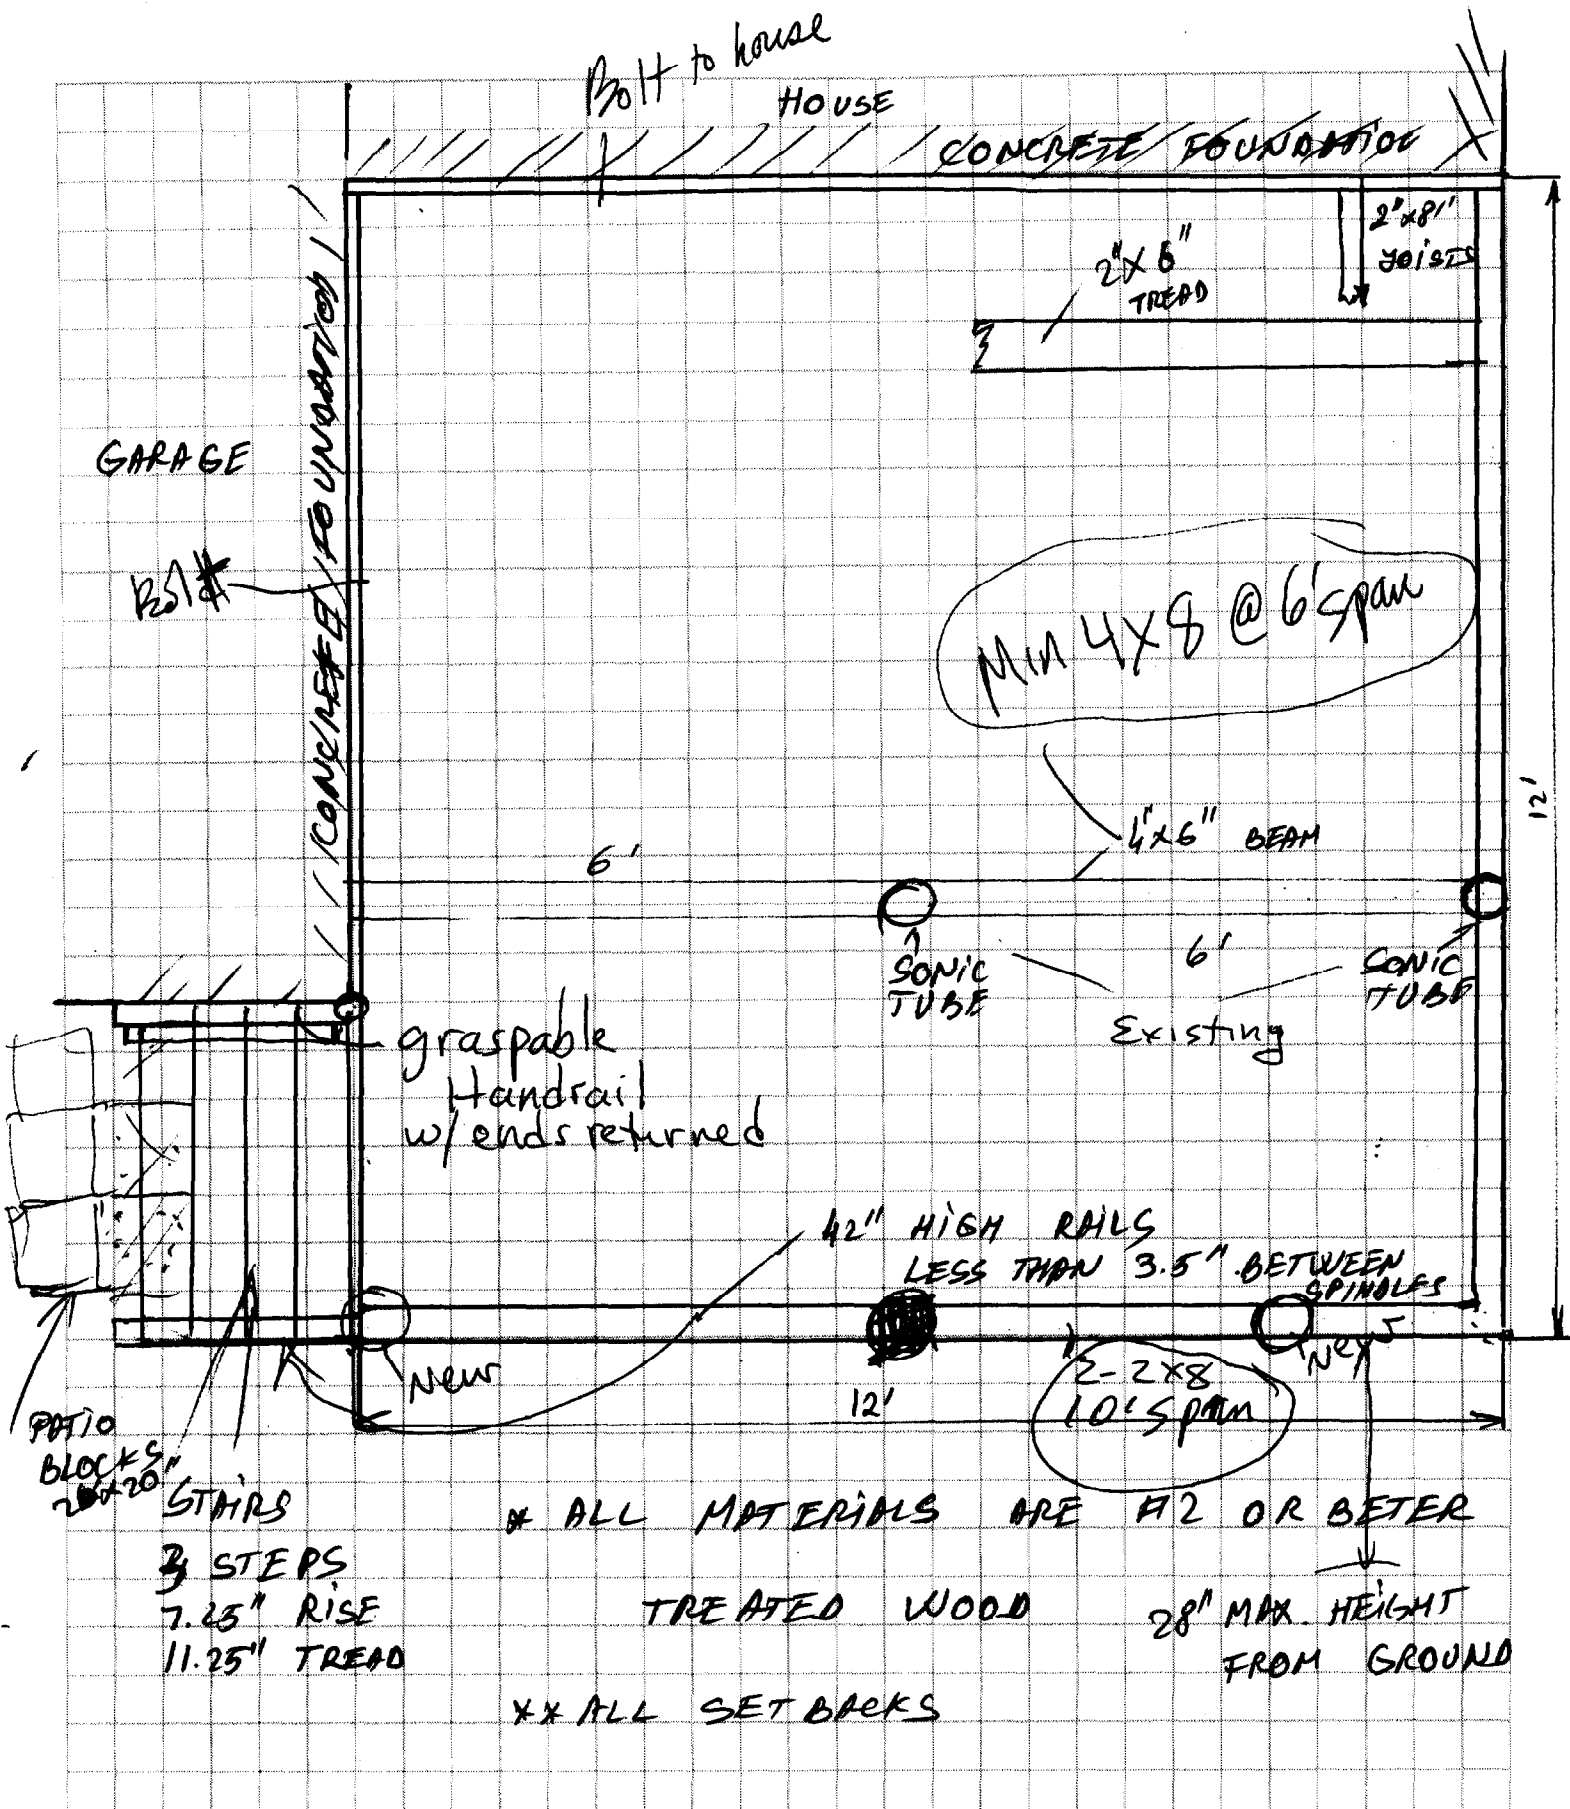 Bolt to house
HOUSE
CONCRETE FOUNDATION
2"x8"
JOISTS
2"x6"
TREAD
CONCRETE FOUNDATION
GARAGE
Bolt
Min 4x8 @ 6' span
12'
4"x6" BEAM
6'
6'
SONIC
TUBE
SONIC
TUBE
Existing
graspable
Handrail
w/ ends returned
42" HIGH RAILS
LESS THAN 3.5" BETWEEN
SPINDLES
New
New
2-2x8
10' Span
12'
PATIO
BLOCKS
STAIRS
3 STEPS
7.25" RISE
11.25" TREAD
* ALL MATERIALS ARE #2 OR BETER
TREATED WOOD
28" MAX. HEIGHT
FROM GROUND
** ALL SETBACKS